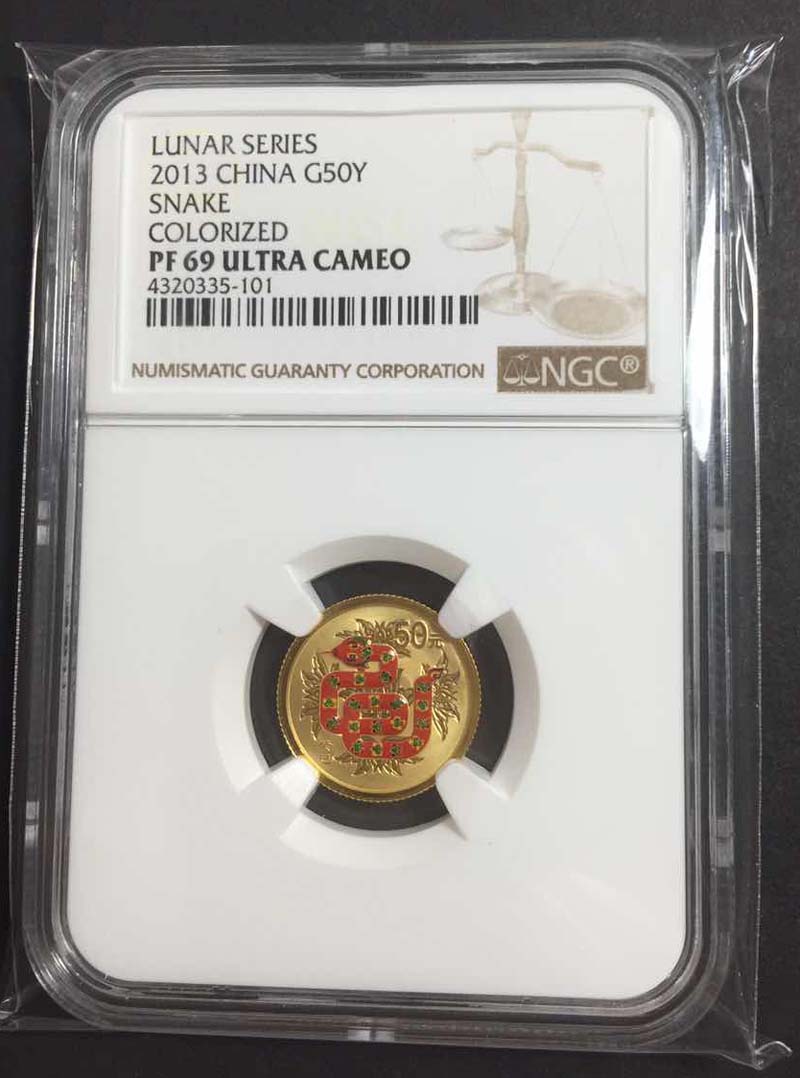 LUNAR SERIES
2013 CHINA G50Y
SNAKE
COLORIZED
PF 69 ULTRA CAMEO
4320335-101
NUMISMATIC GUARANTY CORPORATION
NGC®
50元